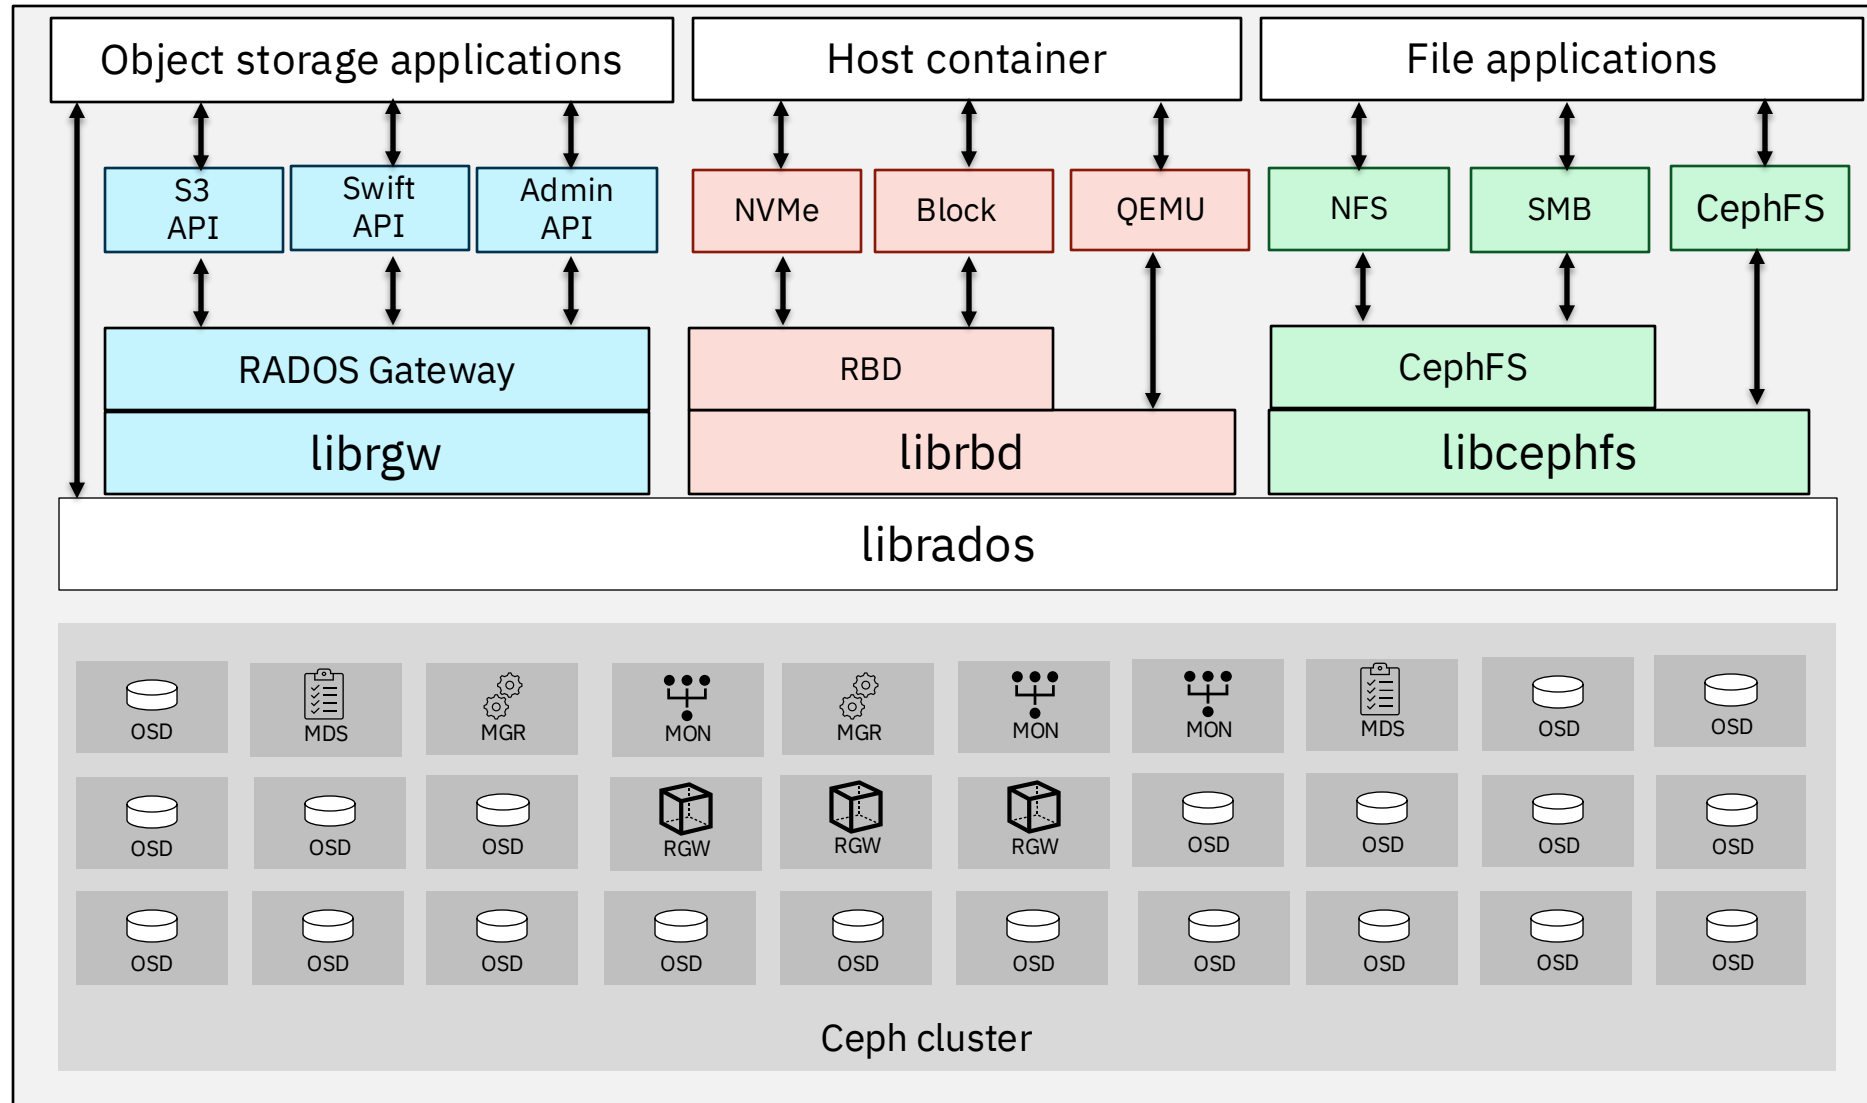 Object storage applications
Host container
File applications
S3
API
Swift
API
Admin
API
NVMe
Block
QEMU
NFS
SMB
CephFS
RADOS Gateway
RBD
CephFS
librgw
librbd
libcephfs
librados
OSD
MDS
MGR
MON
MGR
MON
MON
MDS
OSD
OSD
OSD
OSD
OSD
RGW
RGW
RGW
OSD
OSD
OSD
OSD
OSD
OSD
OSD
OSD
OSD
OSD
OSD
OSD
OSD
OSD
Ceph cluster